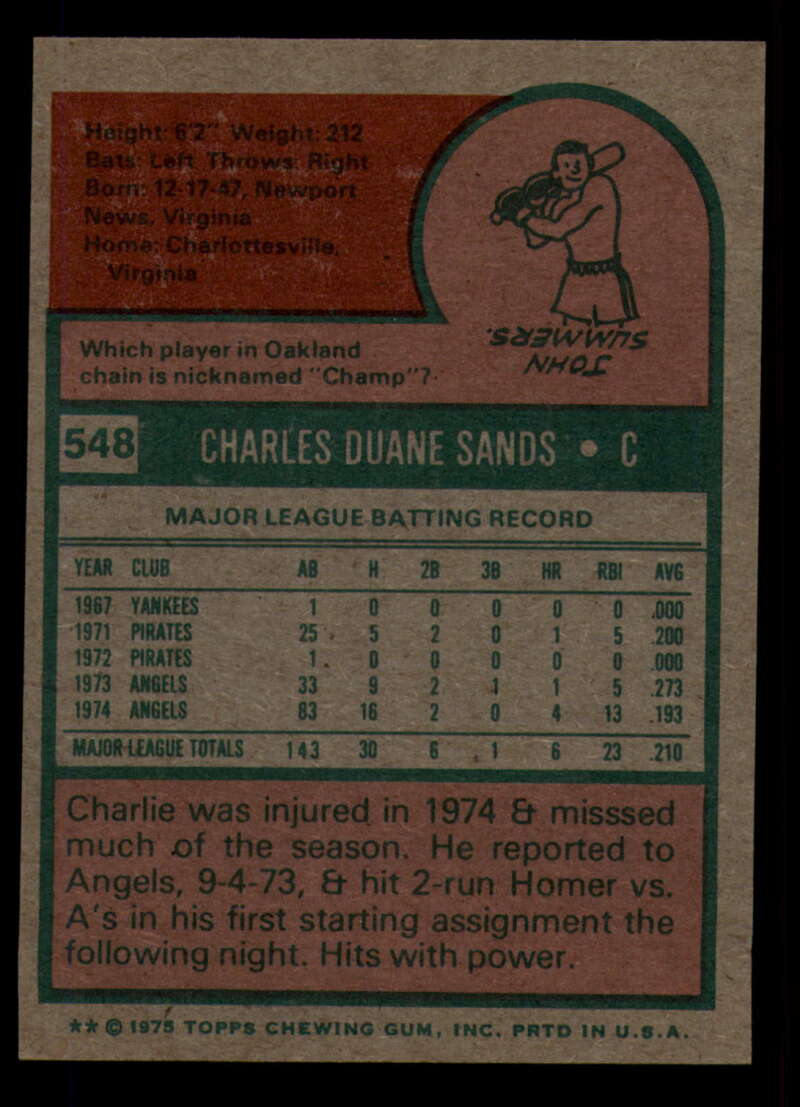 Height: 6'2" Weight: 212
Bats: Left Throws: Right
Born: 12-17-47, Newport
News, Virginia
Home: Charlottesville,
Virginia
Which player in Oakland
chain is nicknamed "Champ"?
JOHN
SUMMERS.
548 CHARLES DUANE SANDS • C
MAJOR LEAGUE BATTING RECORD
YEAR CLUB AB H 2B 3B HR RBI AVG
1967 YANKEES 1 0 0 0 0 0 .000
1971 PIRATES 25 5 2 0 1 5 .200
1972 PIRATES 1 0 0 0 0 0 .000
1973 ANGELS 33 9 2 1 1 5 .273
1974 ANGELS 83 16 2 0 4 13 .193
MAJOR LEAGUE TOTALS 143 30 6 1 6 23 .210
Charlie was injured in 1974 & misssed
much of the season. He reported to
Angels, 9-4-73, & hit 2-run Homer vs.
A's in his first starting assignment the
following night. Hits with power.
** © 1975 TOPPS CHEWING GUM, INC. PRTD IN U.S.A.